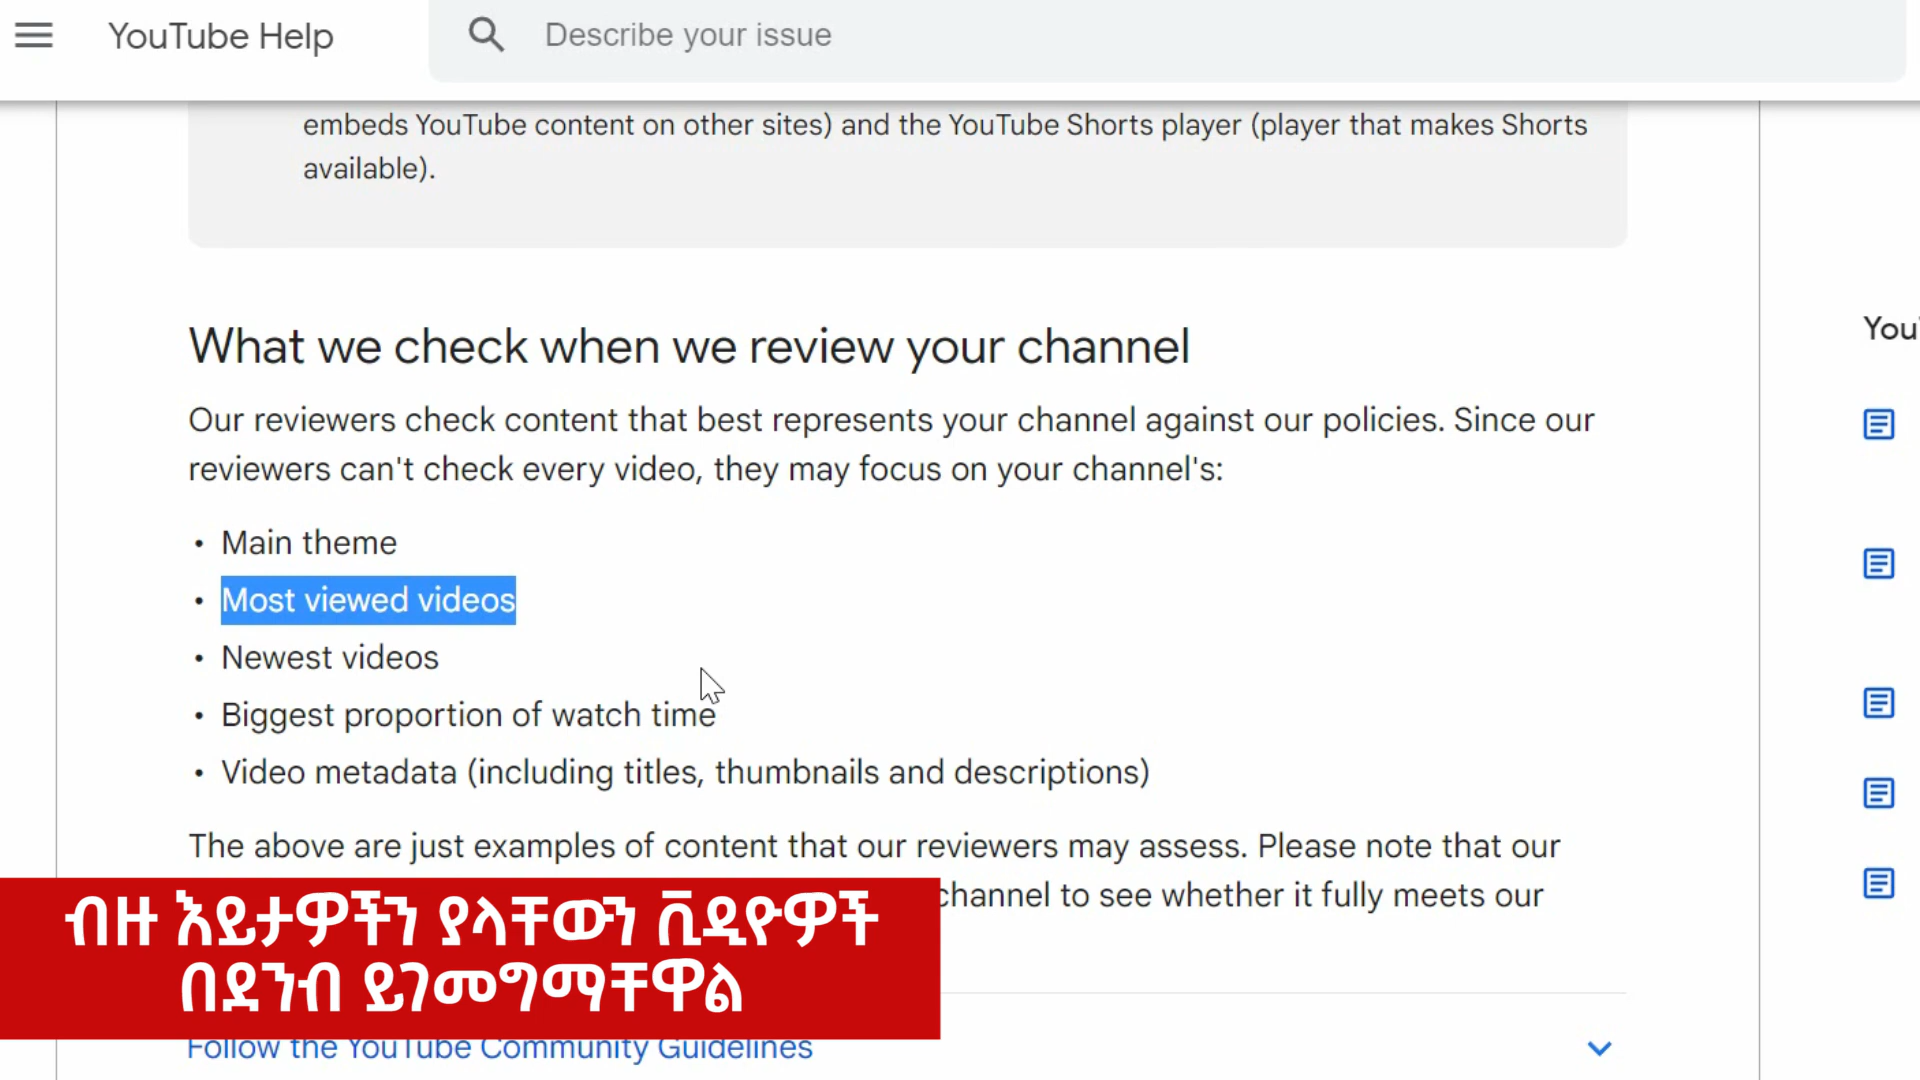 YouTube Help
Describe your issue
embeds YouTube content on other sites) and the YouTube Shorts player (player that makes Shorts
available).
What we check when we review your channel
Our reviewers check content that best represents your channel against our policies. Since our
reviewers can't check every video, they may focus on your channel's:
• Main theme
• Most viewed videos
• Newest videos
• Biggest proportion of watch time
• Video metadata (including titles, thumbnails and descriptions)
The above are just examples of content that our reviewers may assess. Please note that our
channel to see whether it fully meets our
ብዙ እይታዎችን ያላቸውን ቪዲዮዎች
በደንብ ይገመግማቸዋል
Follow the YouTube Community Guidelines